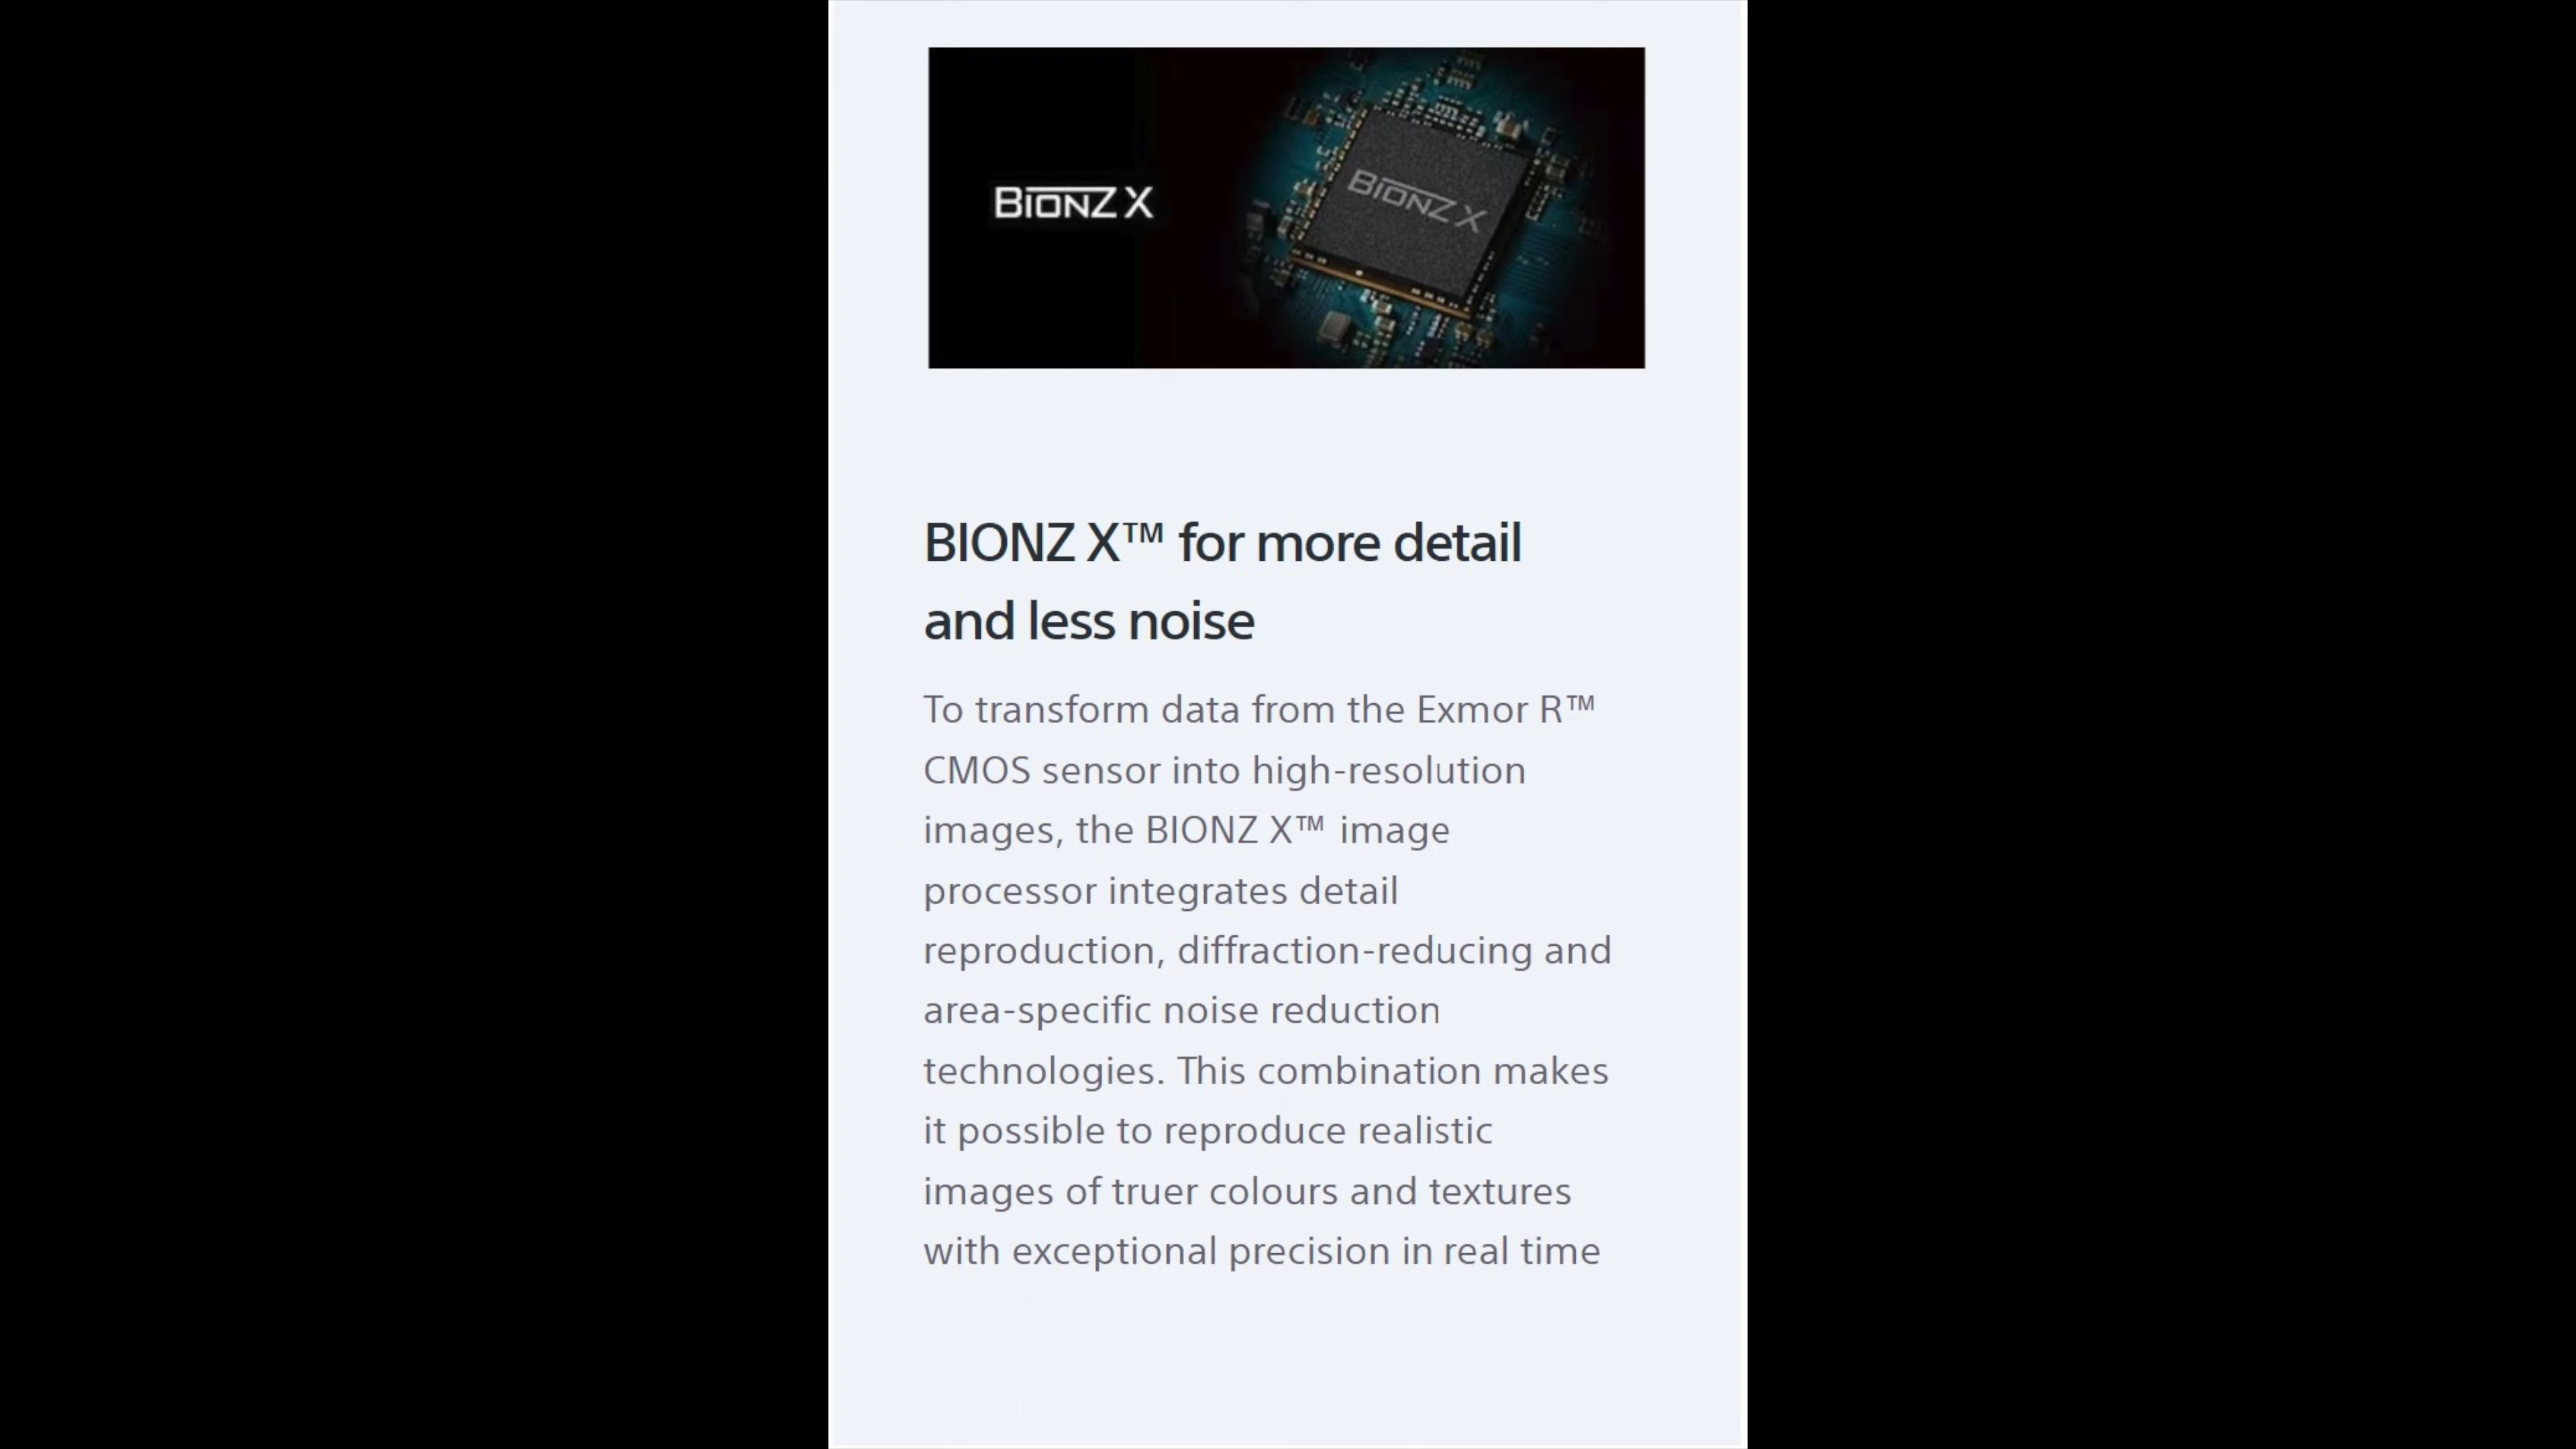 BIONZ X
BIONZ X
BIONZ X™ for more detail
and less noise
To transform data from the Exmor R™
CMOS sensor into high-resolution
images, the BIONZ X™ image
processor integrates detail
reproduction, diffraction-reducing and
area-specific noise reduction
technologies. This combination makes
it possible to reproduce realistic
images of truer colours and textures
with exceptional precision in real time